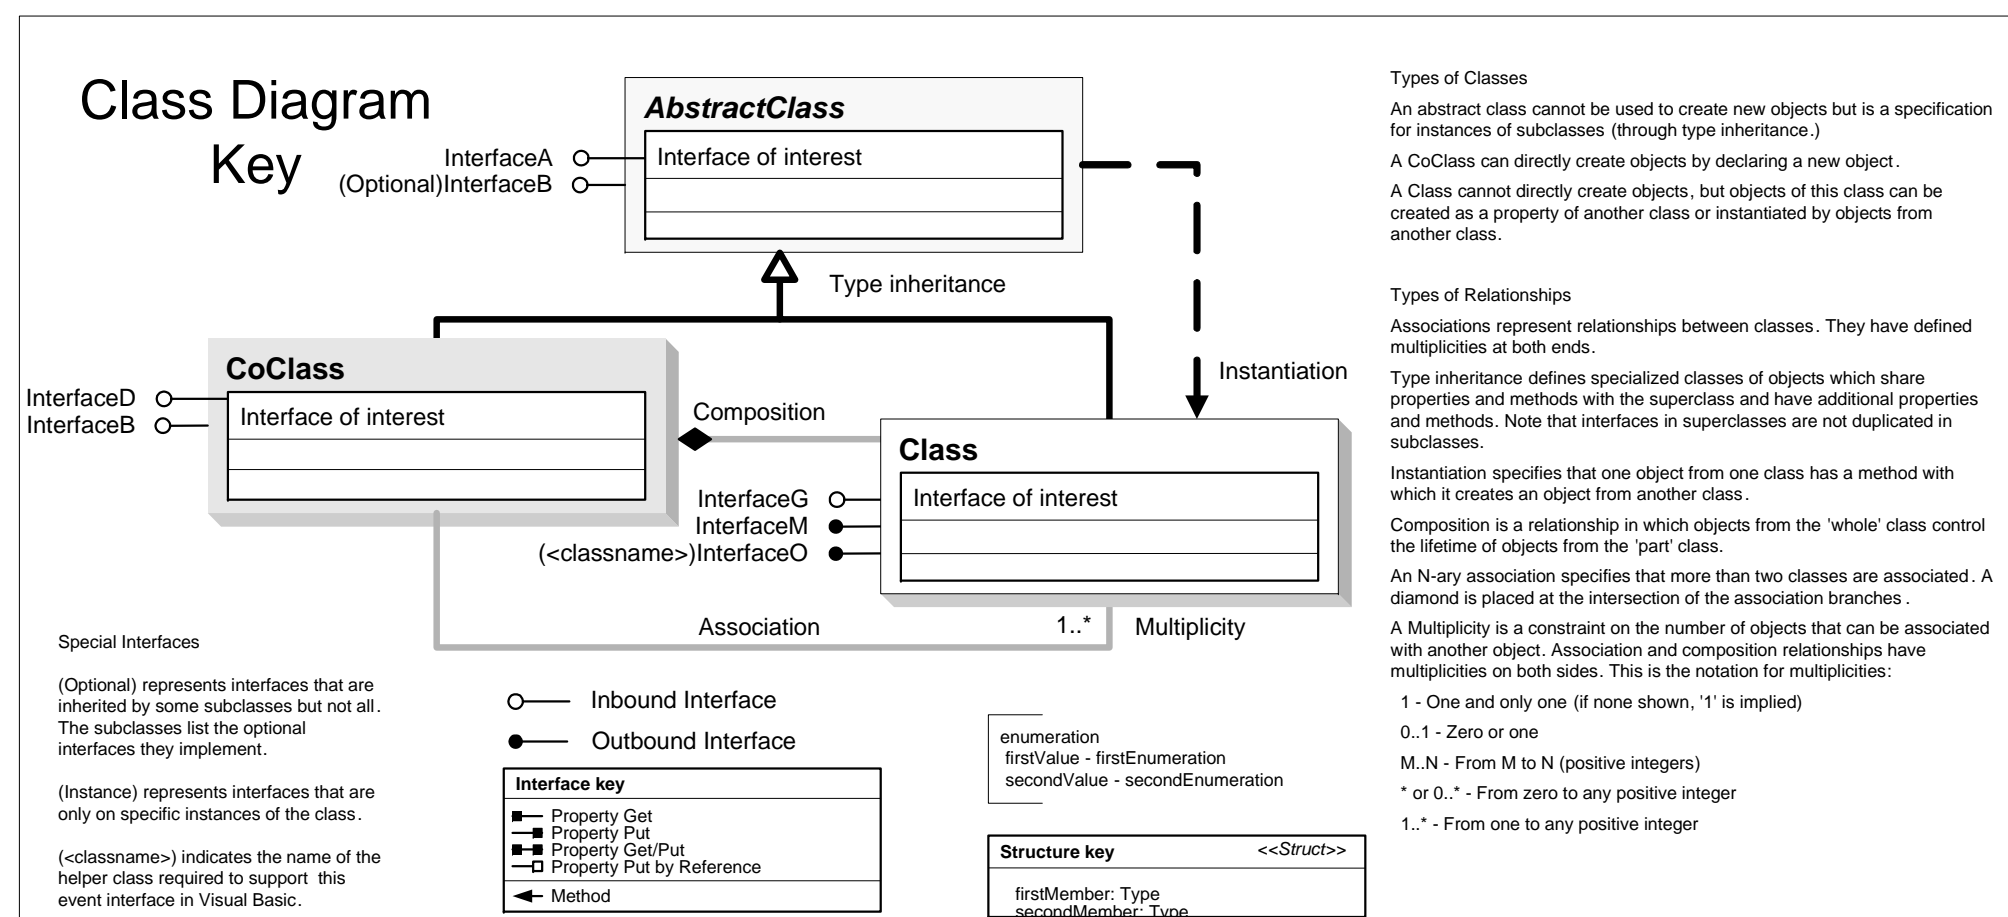 Class Diagram
Key
AbstractClass
Interface of interest
InterfaceA
(Optional)InterfaceB
Type inheritance
CoClass
Interface of interest
InterfaceD
InterfaceB
Composition
Instantiation
Class
Interface of interest
InterfaceG
InterfaceM
(<classname>)InterfaceO
Association
1..*
Multiplicity
Special Interfaces
(Optional) represents interfaces that are
inherited by some subclasses but not all.
The subclasses list the optional
interfaces they implement.
(Instance) represents interfaces that are
only on specific instances of the class.
(<classname>) indicates the name of the
helper class required to support this
event interface in Visual Basic.
Inbound Interface
Outbound Interface
Interface key
Property Get
Property Put
Property Get/Put
Property Put by Reference
Method
enumeration
firstValue - firstEnumeration
secondValue - secondEnumeration
Structure key <<Struct>>
firstMember: Type
secondMember: Type
Types of Classes
An abstract class cannot be used to create new objects but is a specification
for instances of subclasses (through type inheritance.)
A CoClass can directly create objects by declaring a new object.
A Class cannot directly create objects, but objects of this class can be
created as a property of another class or instantiated by objects from
another class.
Types of Relationships
Associations represent relationships between classes. They have defined
multiplicities at both ends.
Type inheritance defines specialized classes of objects which share
properties and methods with the superclass and have additional properties
and methods. Note that interfaces in superclasses are not duplicated in
subclasses.
Instantiation specifies that one object from one class has a method with
which it creates an object from another class.
Composition is a relationship in which objects from the 'whole' class control
the lifetime of objects from the 'part' class.
An N-ary association specifies that more than two classes are associated. A
diamond is placed at the intersection of the association branches.
A Multiplicity is a constraint on the number of objects that can be associated
with another object. Association and composition relationships have
multiplicities on both sides. This is the notation for multiplicities:
1 - One and only one (if none shown, '1' is implied)
0..1 - Zero or one
M..N - From M to N (positive integers)
* or 0..* - From zero to any positive integer
1..* - From one to any positive integer